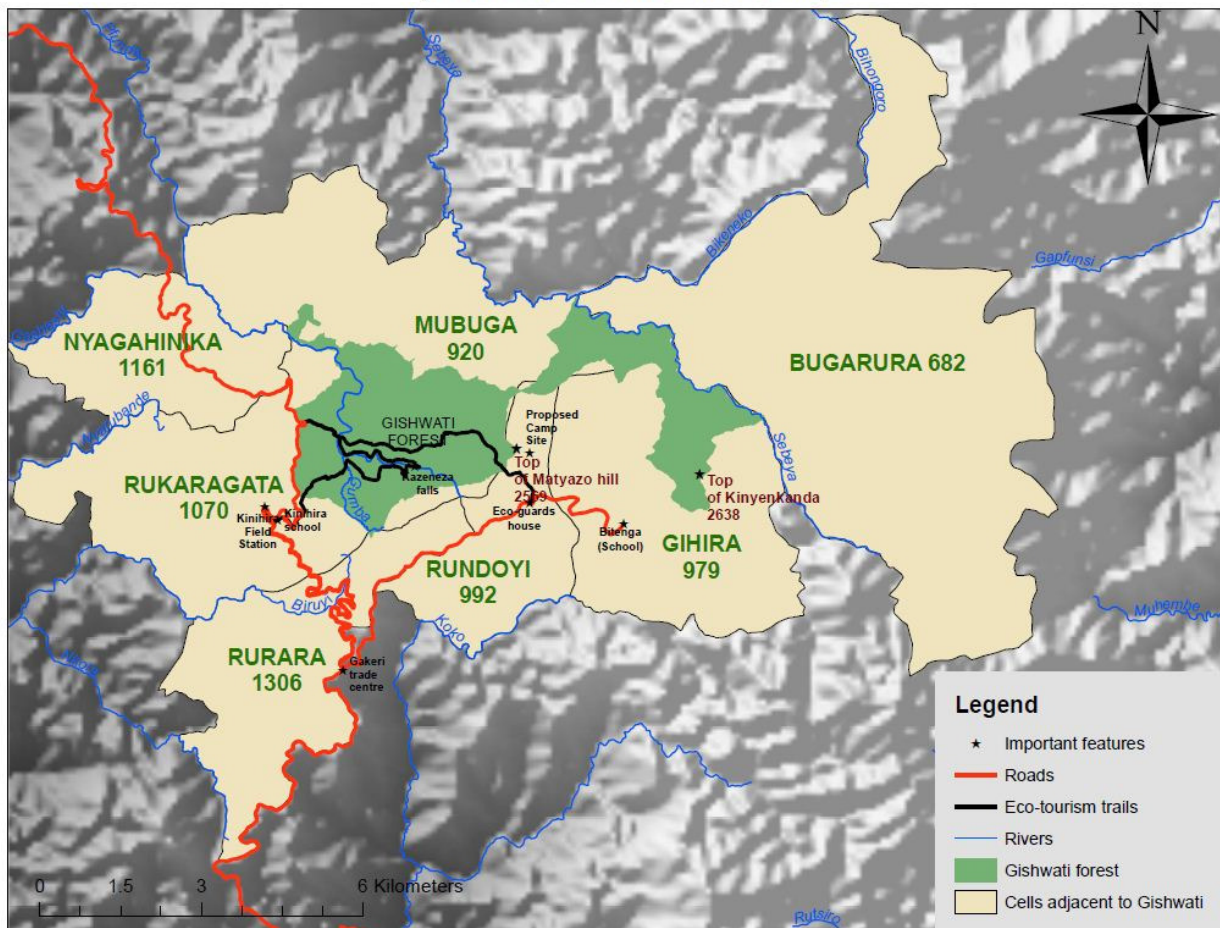 N
Sebeya
Bihongoro
Bikeneko
Gapfunsi
NYAGAHINIKA
1161
MUBUGA
920
BUGARURA 682
GISHWATI
FOREST
Proposed
Camp
Site
Top
of Matyazo hill
2569
Top
of Kinyenkanda
2638
Kazeneza
falls
Gumba
Sebeya
RUKARAGATA
1070
Kinihira
school
Kinihira
Field
Station
Eco-guards
house
Bitenga
(School)
GIHIRA
979
RUNDOYI
992
Biruyi
Koko
Muhembe
RURARA
1306
Gakeri
trade
centre
Rutsiro
0 1.5 3 6 Kilometers
Legend
Important features
Roads
Eco-tourism trails
Rivers
Gishwati forest
Cells adjacent to Gishwati